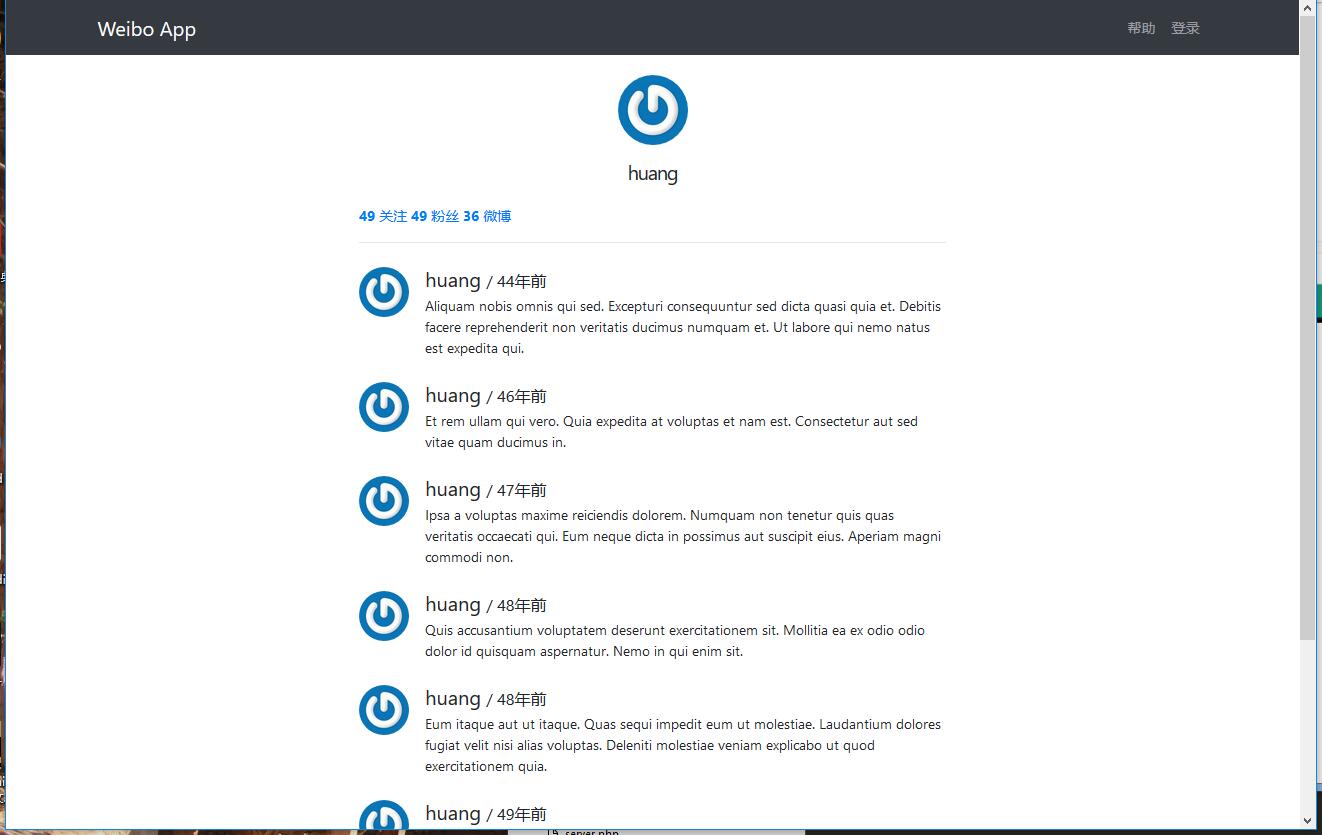 Weibo App
帮助 登录
huang
49 关注 49 粉丝 36 微博
huang / 44年前
Aliquam nobis omnis qui sed. Excepturi consequuntur sed dicta quasi quia et. Debitis
facere reprehenderit non veritatis ducimus numquam et. Ut labore qui nemo natus
est expedita qui.
huang / 46年前
Et rem ullam qui vero. Quia expedita at voluptas et nam est. Consectetur aut sed
vitae quam ducimus in.
huang / 47年前
Ipsa a voluptas maxime reiciendis dolorem. Numquam non tenetur quis quas
veritatis occaecati qui. Eum neque dicta in possimus aut suscipit eius. Aperiam magni
commodi non.
huang / 48年前
Quis accusantium voluptatem deserunt exercitationem sit. Mollitia ea ex odio odio
dolor id quisquam aspernatur. Nemo in qui enim sit.
huang / 48年前
Eum itaque aut ut itaque. Quas sequi impedit eum ut molestiae. Laudantium dolores
fugiat velit nisi alias voluptas. Deleniti molestiae veniam explicabo ut quod
exercitationem quia.
huang / 49年前
server.php